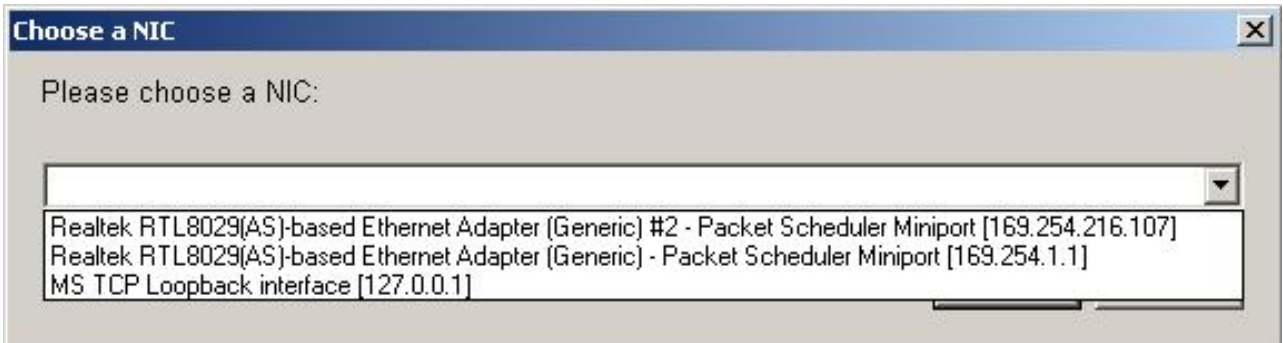 Choose a NIC
Please choose a NIC:
Realtek RTL8029(AS)-based Ethernet Adapter (Generic) #2 - Packet Scheduler Miniport [169.254.216.107]
Realtek RTL8029(AS)-based Ethernet Adapter (Generic) - Packet Scheduler Miniport [169.254.1.1]
MS TCP Loopback interface [127.0.0.1]